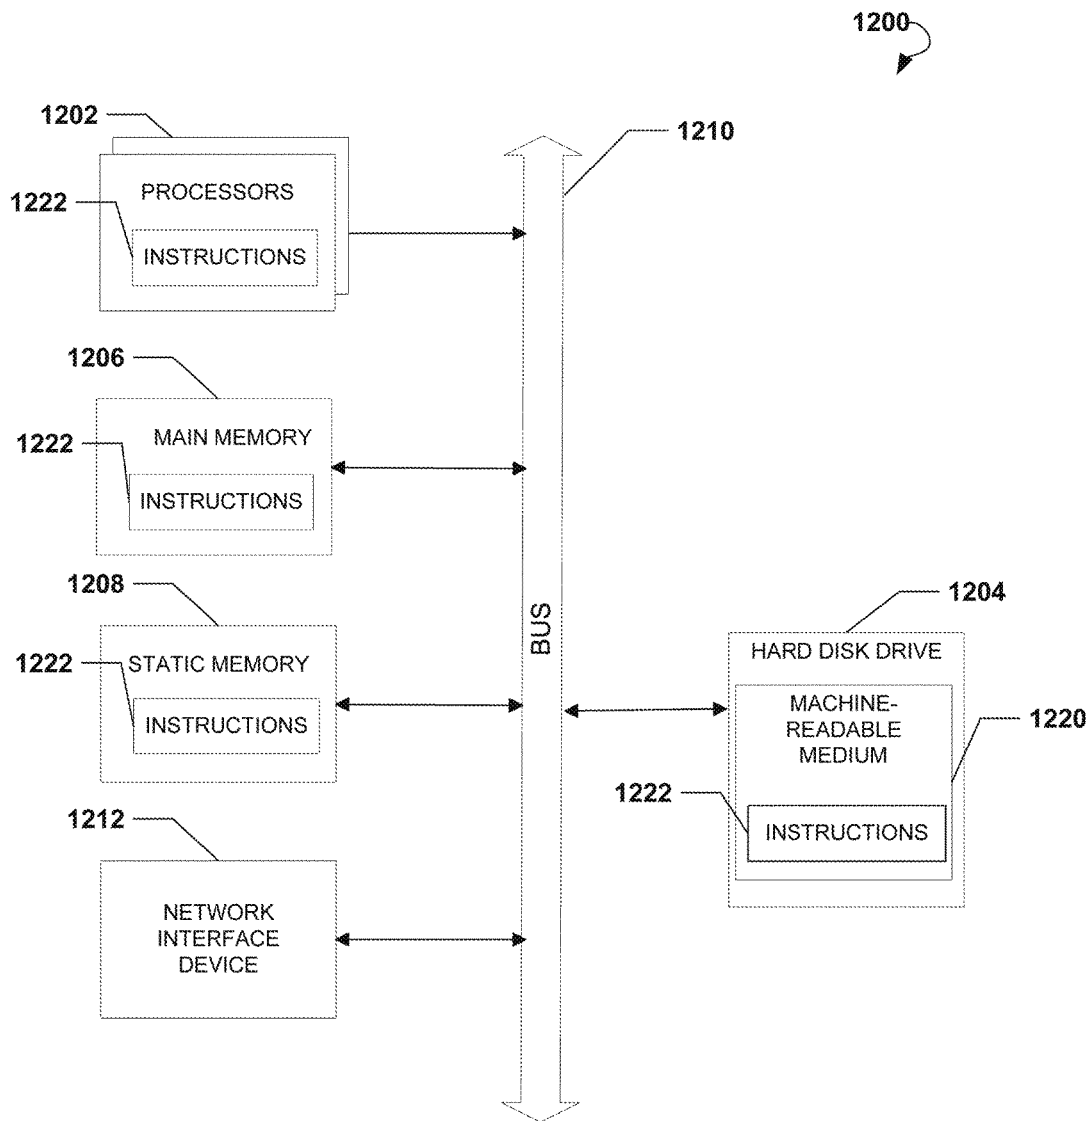 1200
1202
1210
PROCESSORS
1222
INSTRUCTIONS
1206
MAIN MEMORY
1222
INSTRUCTIONS
1208
STATIC MEMORY
1222
INSTRUCTIONS
BUS
1204
HARD DISK DRIVE
MACHINE-
READABLE
MEDIUM
1220
1222
INSTRUCTIONS
1212
NETWORK
INTERFACE
DEVICE